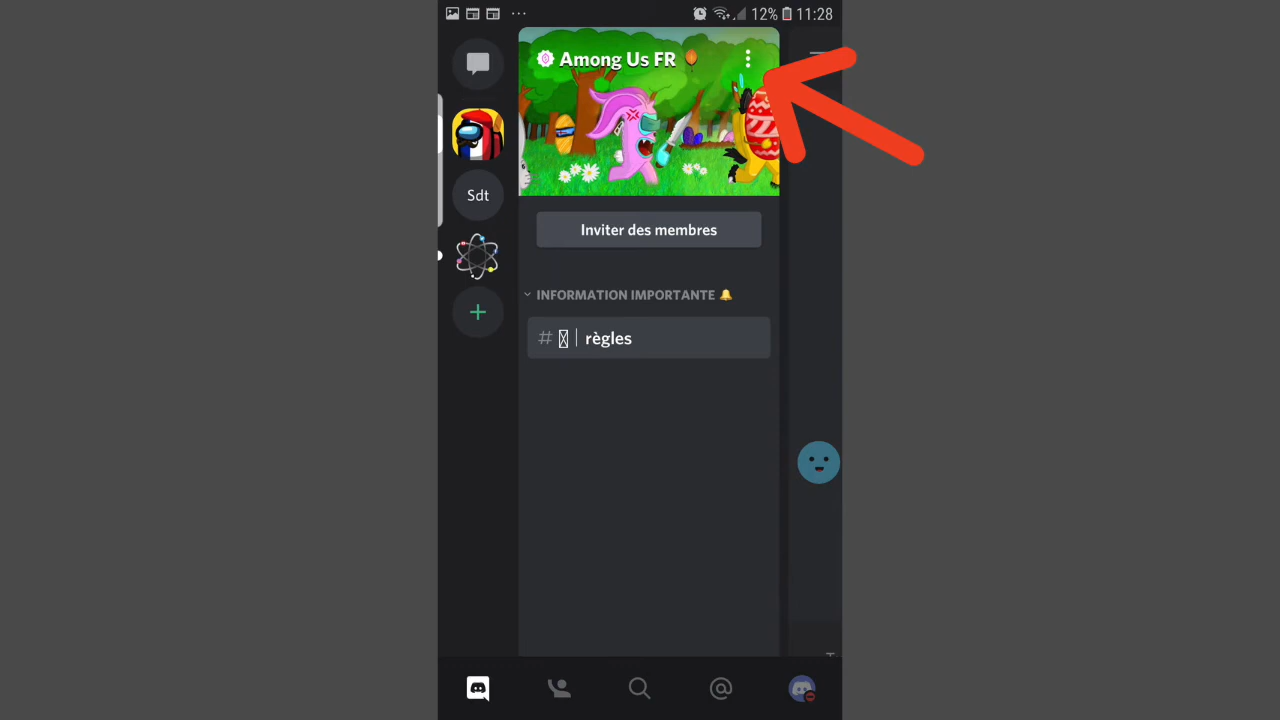 12% 11:28
Among Us FR
Sdt
Inviter des membres
INFORMATION IMPORTANTE 🔔
# | règles